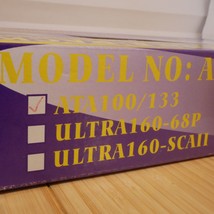 MODEL NO: A
ATA100/133
ULTRA160-68P
ULTRA160-SCAII